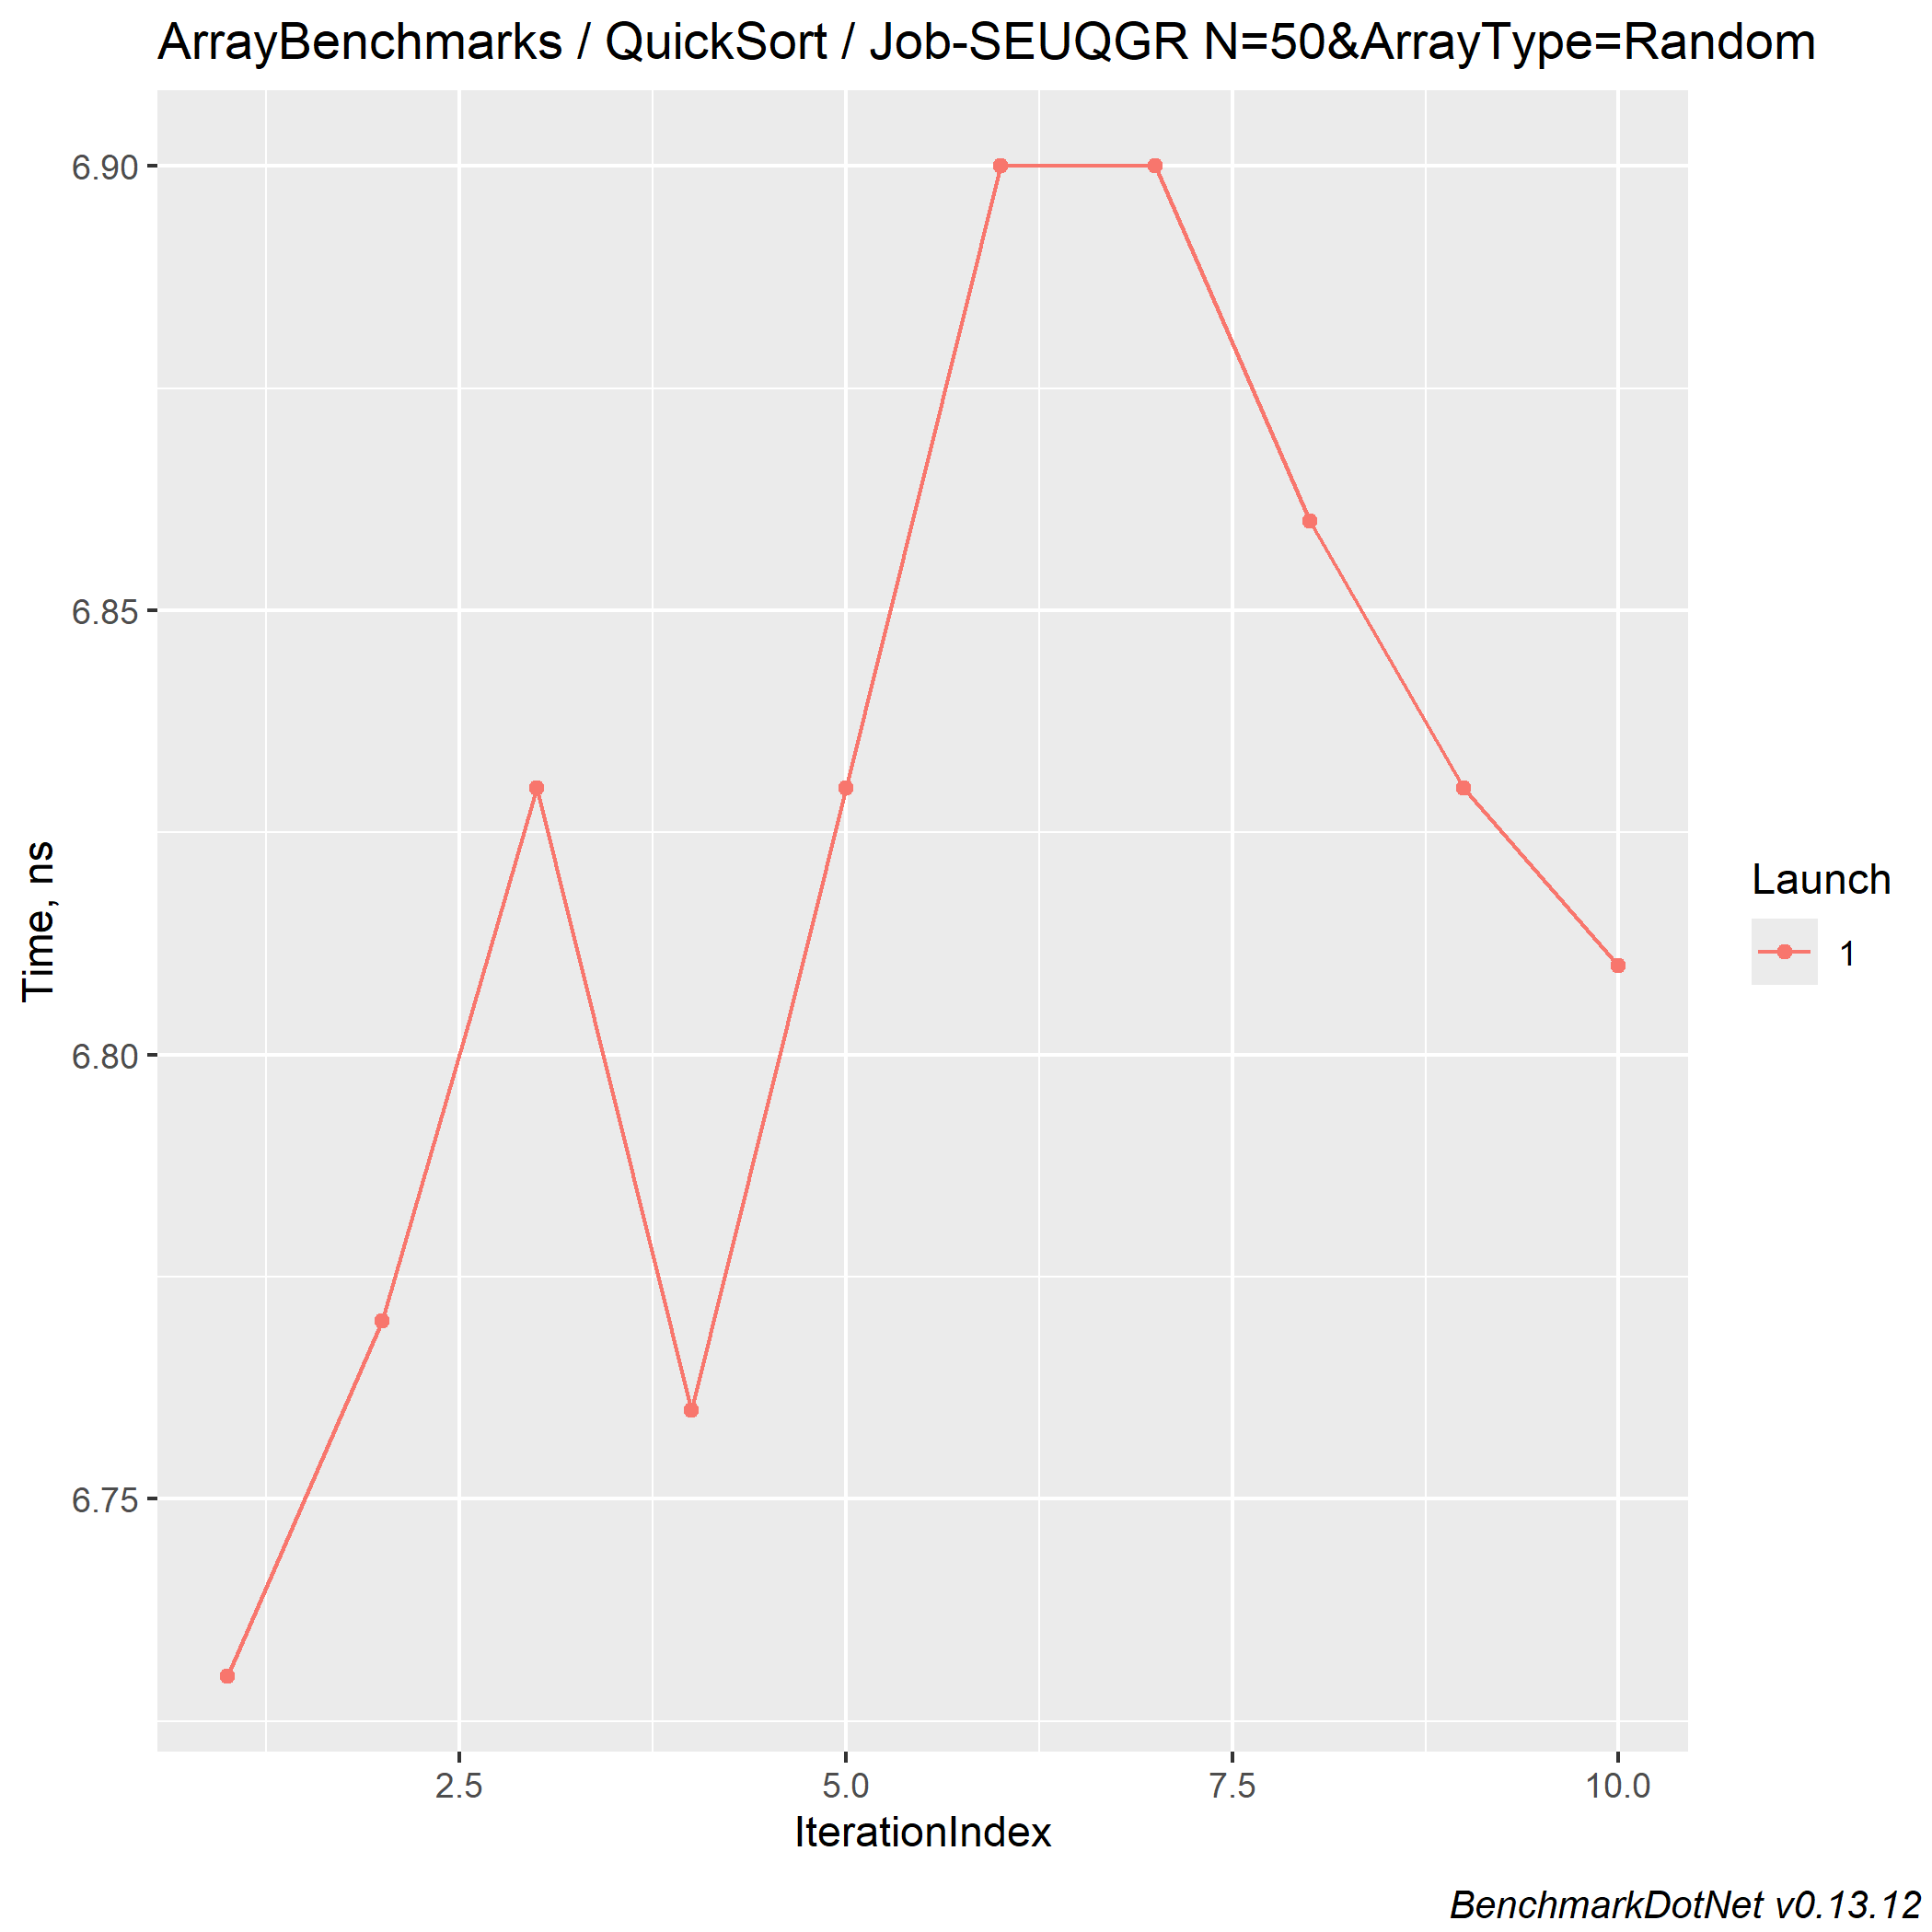 ArrayBenchmarks / QuickSort / Job-SEUQGR N=50&ArrayType=Random
6.90
6.85
6.80
6.75
Time, ns
2.5 5.0 7.5 10.0
IterationIndex
Launch
1
BenchmarkDotNet v0.13.12